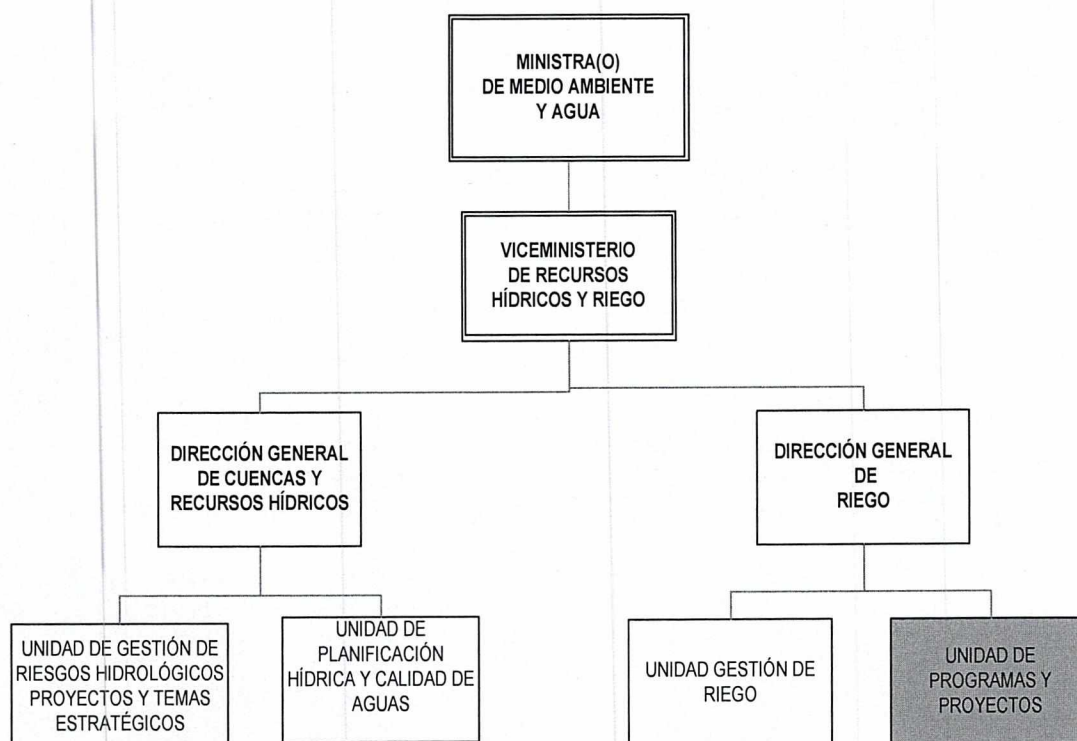 MINISTRA(O)
DE MEDIO AMBIENTE
Y AGUA
VICEMINISTERIO
DE RECURSOS
HÍDRICOS Y RIEGO
DIRECCIÓN GENERAL
DE CUENCAS Y
RECURSOS HÍDRICOS
DIRECCIÓN GENERAL
DE
RIEGO
UNIDAD DE GESTIÓN DE
RIESGOS HIDROLÓGICOS
PROYECTOS Y TEMAS
ESTRATÉGICOS
UNIDAD DE
PLANIFICACIÓN
HÍDRICA Y CALIDAD DE
AGUAS
UNIDAD GESTIÓN DE
RIEGO
UNIDAD DE
PROGRAMAS Y
PROYECTOS